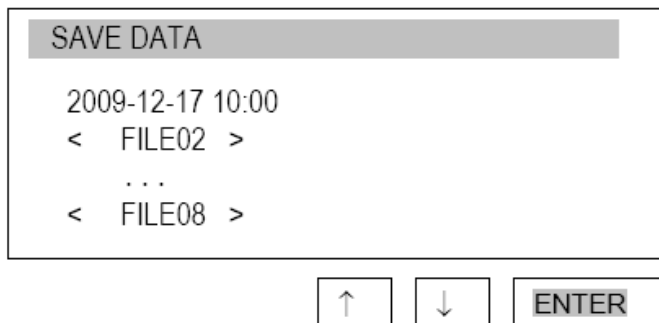 SAVE DATA
2009-12-17 10:00
< FILE02 >
...
< FILE08 >
↑ ↓ ENTER